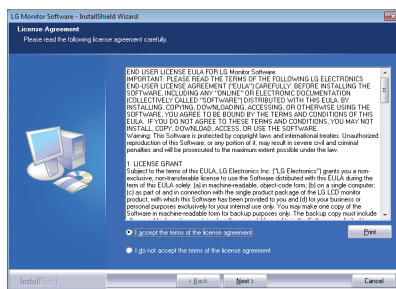 LG Monitor Software - InstallShield Wizard
License Agreement
Please read the following license agreement carefully.
END USER LICENSE EULA FOR LG Monitor Software
IMPORTANT: PLEASE READ THE TERMS OF THE FOLLOWING LG ELECTRONICS
END-USER LICENSE AGREEMENT ("EULA") CAREFULLY BEFORE INSTALLING THE
SOFTWARE, INCLUDING ANY "ONLINE" OR ELECTRONIC DOCUMENTATION
(COLLECTIVELY CALLED "SOFTWARE") DISTRIBUTED WITH THIS EULA. BY
INSTALLING, COPYING, DOWNLOADING, ACCESSING, OR OTHERWISE USING THE
SOFTWARE, YOU AGREE TO BE BOUND BY THE TERMS AND CONDITIONS OF THIS
EULA. IF YOU DO NOT AGREE TO THESE TERMS AND CONDITIONS, YOU MAY NOT
INSTALL, COPY, DOWNLOAD, ACCESS, OR USE THE SOFTWARE.
Warning: This Software is protected by copyright laws and international treaties. Unauthorized
reproduction of this Software, or any portion of it, may result in severe civil and criminal
penalties and will be prosecuted to the maximum extent possible under the law.
1. LICENSE GRANT
Subject to the terms of this EULA, LG Electronics Inc. ("LG Electronics") grants you a non-
exclusive, non-transferable license to use the Software distributed with this EULA during the
term of this EULA solely: (a) in machine-readable, object-code form; (b) on a single computer;
(c) as part of and in connection with the single product package of the LG LCD monitor
product, with which this Software has been provided to you and (d) for your business or
personal purposes exclusively for your internal use only. You may make one copy of the
Software in machine-readable form for backup purposes only. The backup copy must include
I accept the terms of the license agreement
Print
I do not accept the terms of the license agreement
InstallShield
< Back
Next >
Cancel